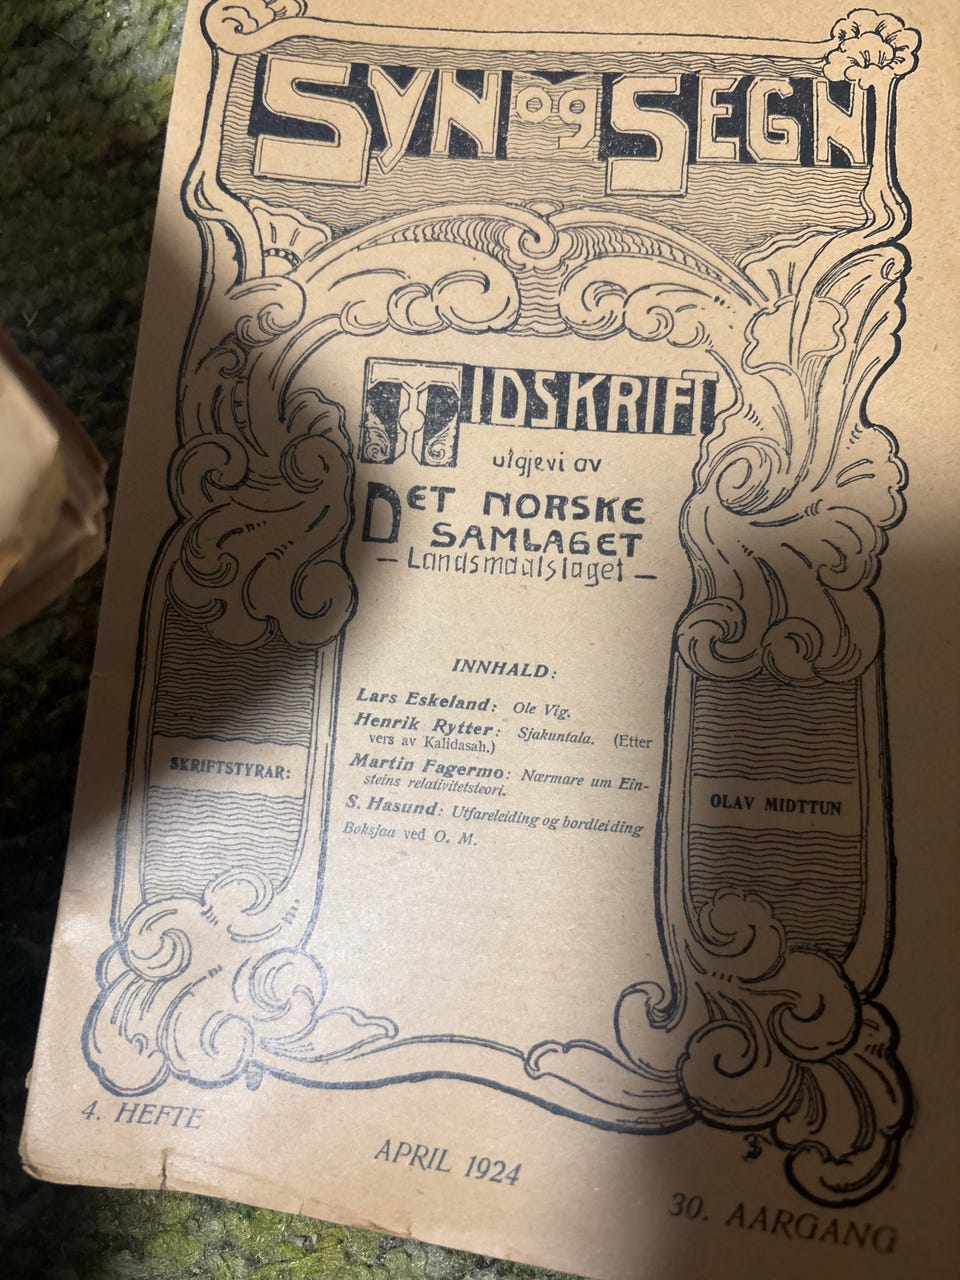 SYN og SEGN
TIDSKRIFT
utgjevi av
DET NORSKE
SAMLAGET
— Landsmaalslaget —
INNHALD:
Lars Eskeland: Ole Vig.
Henrik Rytter: Sjakuntala. (Etter
vers av Kalidasah.)
Martin Fagermo: Nærmare um Ein-
steins relativitetsteori.
S. Hasund: Utfareleiding og bordleiding
Boksjaa ved O. M.
SKRIFTSTYRAR:
OLAV MIDTTUN
4. HEFTE
APRIL 1924
30. AARGANG